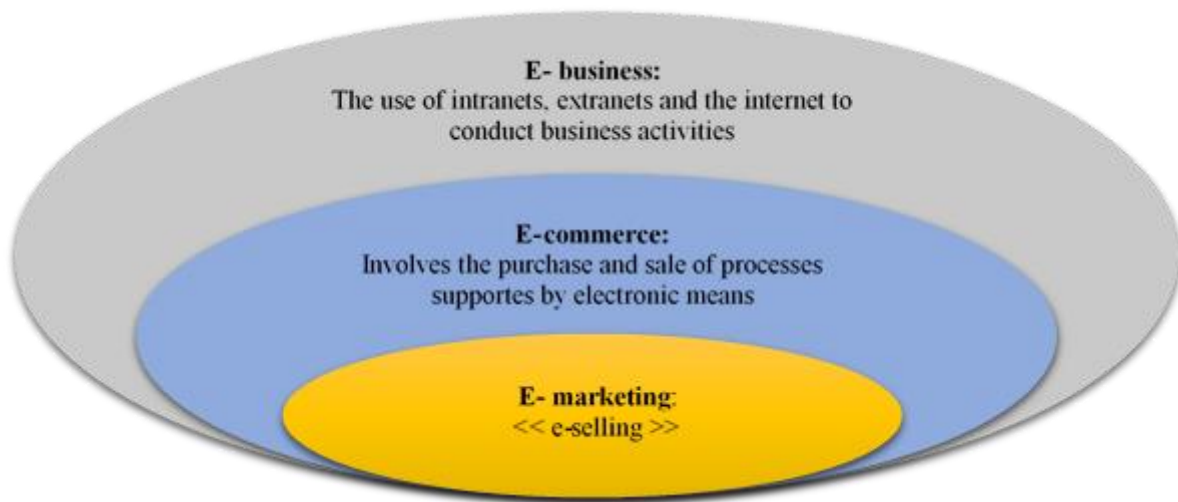 E- business:
The use of intranets, extranets and the internet to
conduct business activities
E-commerce:
Involves the purchase and sale of processes
supportes by electronic means
E- marketing:
<< e-selling >>